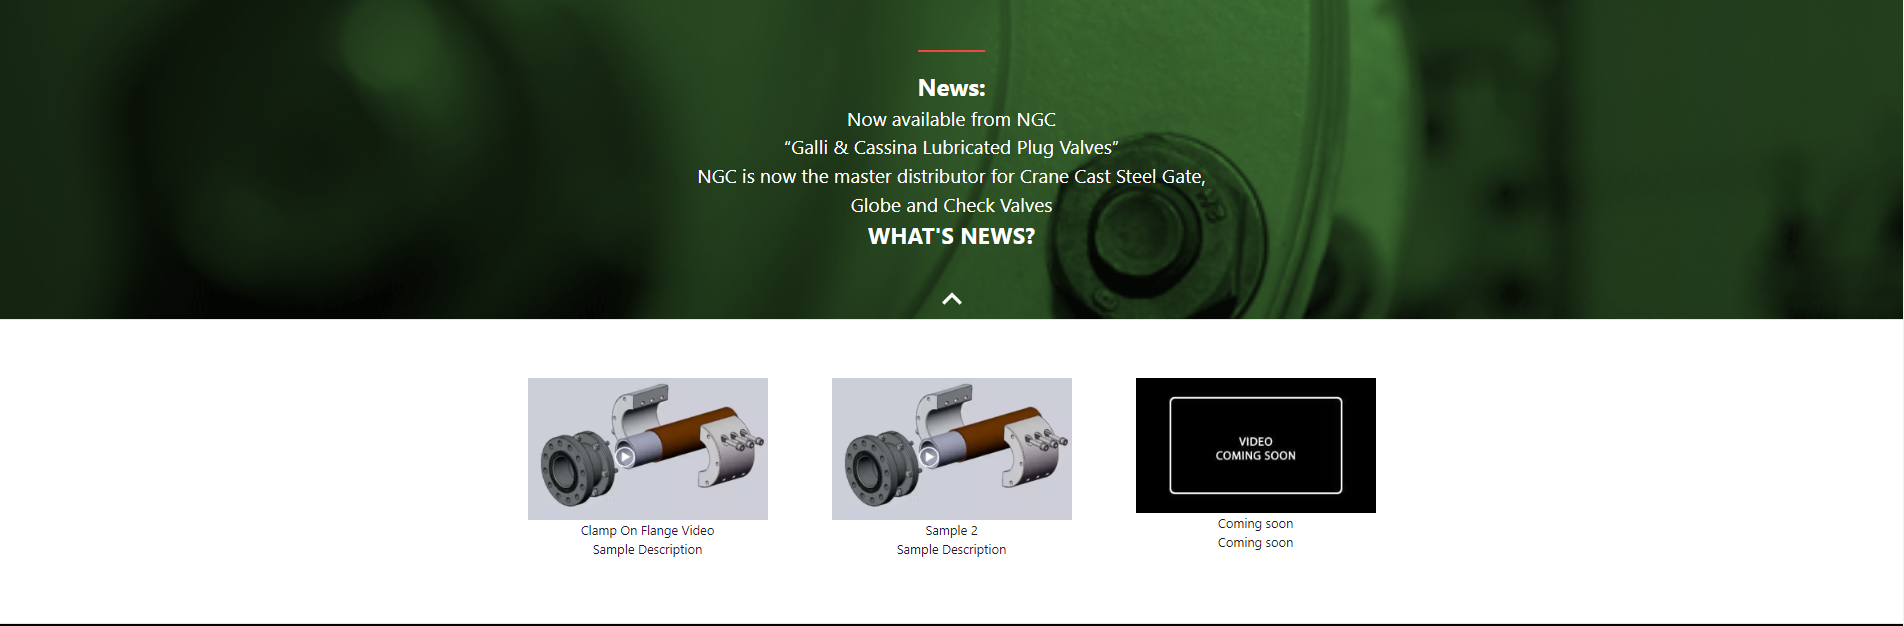 News:
Now available from NGC
“Galli & Cassina Lubricated Plug Valves”
NGC is now the master distributor for Crane Cast Steel Gate,
Globe and Check Valves
WHAT'S NEWS?
Clamp On Flange Video
Sample Description
Sample 2
Sample Description
VIDEO
COMING SOON
Coming soon
Coming soon